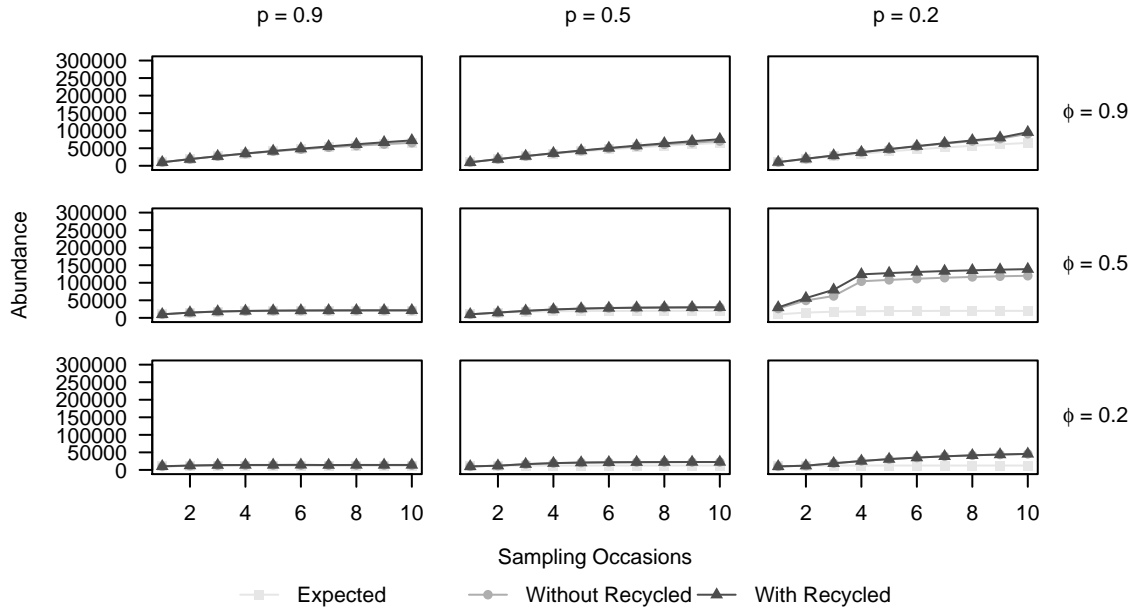 p = 0.9 p = 0.5 p = 0.2
300000
250000
200000
150000
100000
50000
0
ϕ = 0.9
300000
250000
200000
150000
100000
50000
0
ϕ = 0.5
Abundance
300000
250000
200000
150000
100000
50000
0
ϕ = 0.2
2 4 6 8 10 2 4 6 8 10 2 4 6 8 10
Sampling Occasions
Expected Without Recycled With Recycled